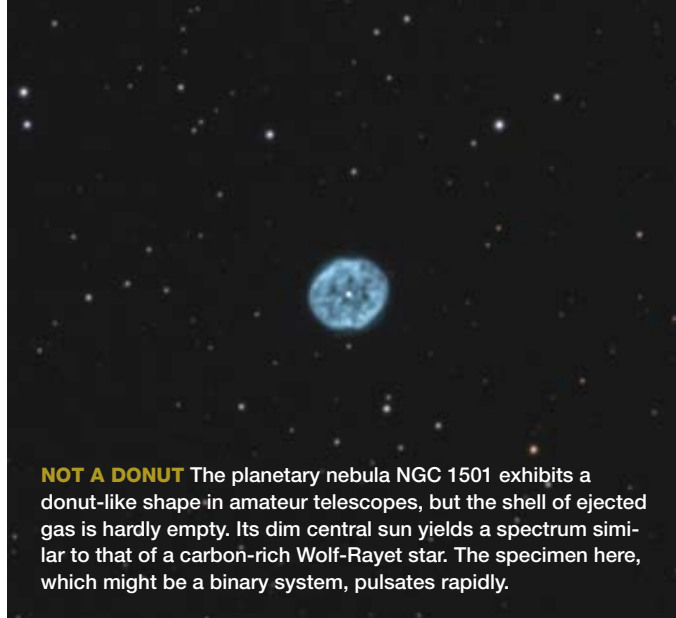 NOT A DONUT The planetary nebula NGC 1501 exhibits a
donut-like shape in amateur telescopes, but the shell of ejected
gas is hardly empty. Its dim central sun yields a spectrum simi-
lar to that of a carbon-rich Wolf-Rayet star. The specimen here,
which might be a binary system, pulsates rapidly.